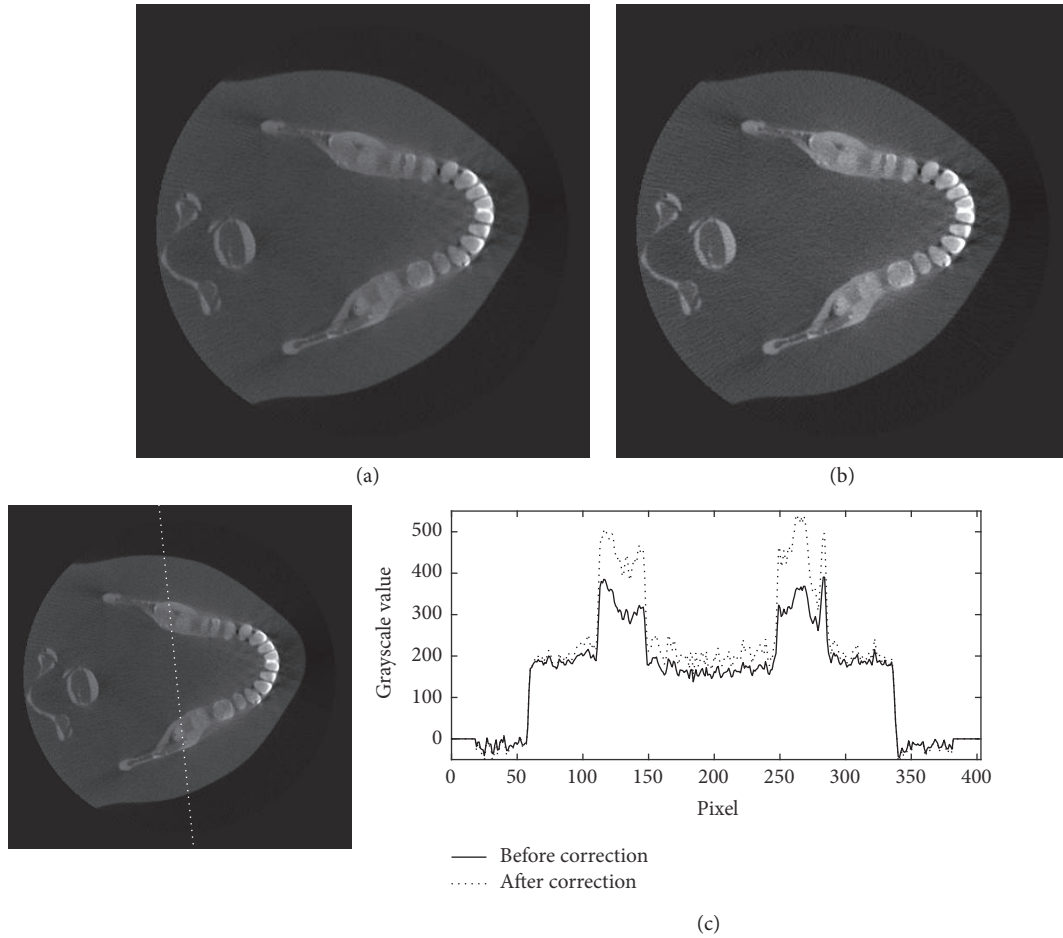 (a)
(b)
Grayscale value
500
400
300
200
100
0
0 50 100 150 200 250 300 350 400
Pixel
Before correction
After correction
(c)